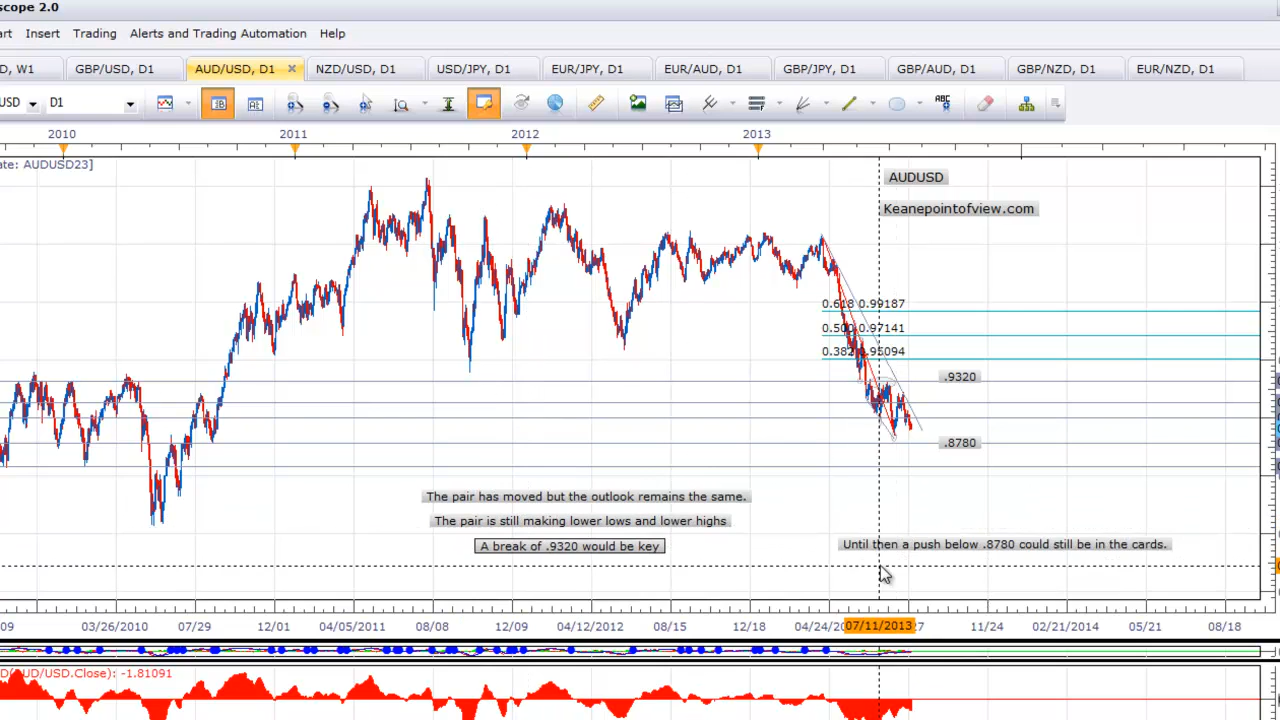 scope 2.0
art Insert Trading Alerts and Trading Automation Help
D, W1 GBP/USD, D1 AUD/USD, D1 NZD/USD, D1 USD/JPY, D1 EUR/JPY, D1 EUR/AUD, D1 GBP/JPY, D1 GBP/AUD, D1 GBP/NZD, D1 EUR/NZD, D1
USD D1 ABC
2010 2011 2012 2013
ate: AUDUSD23]
AUDUSD
Keanepointofview.com
0.618 0.99187
0.500 0.97141
0.382 0.95094
.9320
.8780
The pair has moved but the outlook remains the same.
The pair is still making lower lows and lower highs
A break of .9320 would be key
Until then a push below .8780 could still be in the cards.
09 03/26/2010 07/29 12/01 04/05/2011 08/08 12/09 04/12/2012 08/15 12/18 04/24/20 07/11/2013 7 11/24 02/21/2014 05/21 08/18
UD/USD.Close): -1.81091